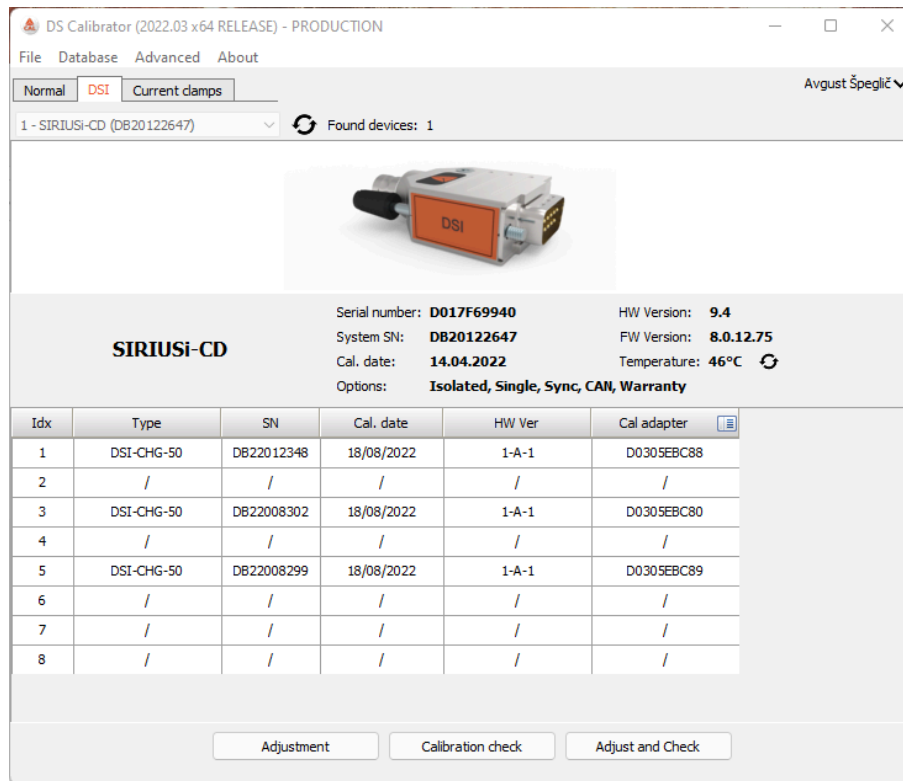 DS Calibrator (2022.03 x64 RELEASE) - PRODUCTION
File Database Advanced About
Normal DSI Current clamps Avgust Špeglič
1 - SIRIUSi-CD (DB20122647) Found devices: 1
DSI
SIRIUSi-CD
Serial number: D017F69940 HW Version: 9.4
System SN: DB20122647 FW Version: 8.0.12.75
Cal. date: 14.04.2022 Temperature: 46°C
Options: Isolated, Single, Sync, CAN, Warranty
Idx Type SN Cal. date HW Ver Cal adapter
1 DSI-CHG-50 DB22012348 18/08/2022 1-A-1 D0305EBC88
2 / / / / /
3 DSI-CHG-50 DB22008302 18/08/2022 1-A-1 D0305EBC80
4 / / / / /
5 DSI-CHG-50 DB22008299 18/08/2022 1-A-1 D0305EBC89
6 / / / / /
7 / / / / /
8 / / / / /
Adjustment Calibration check Adjust and Check